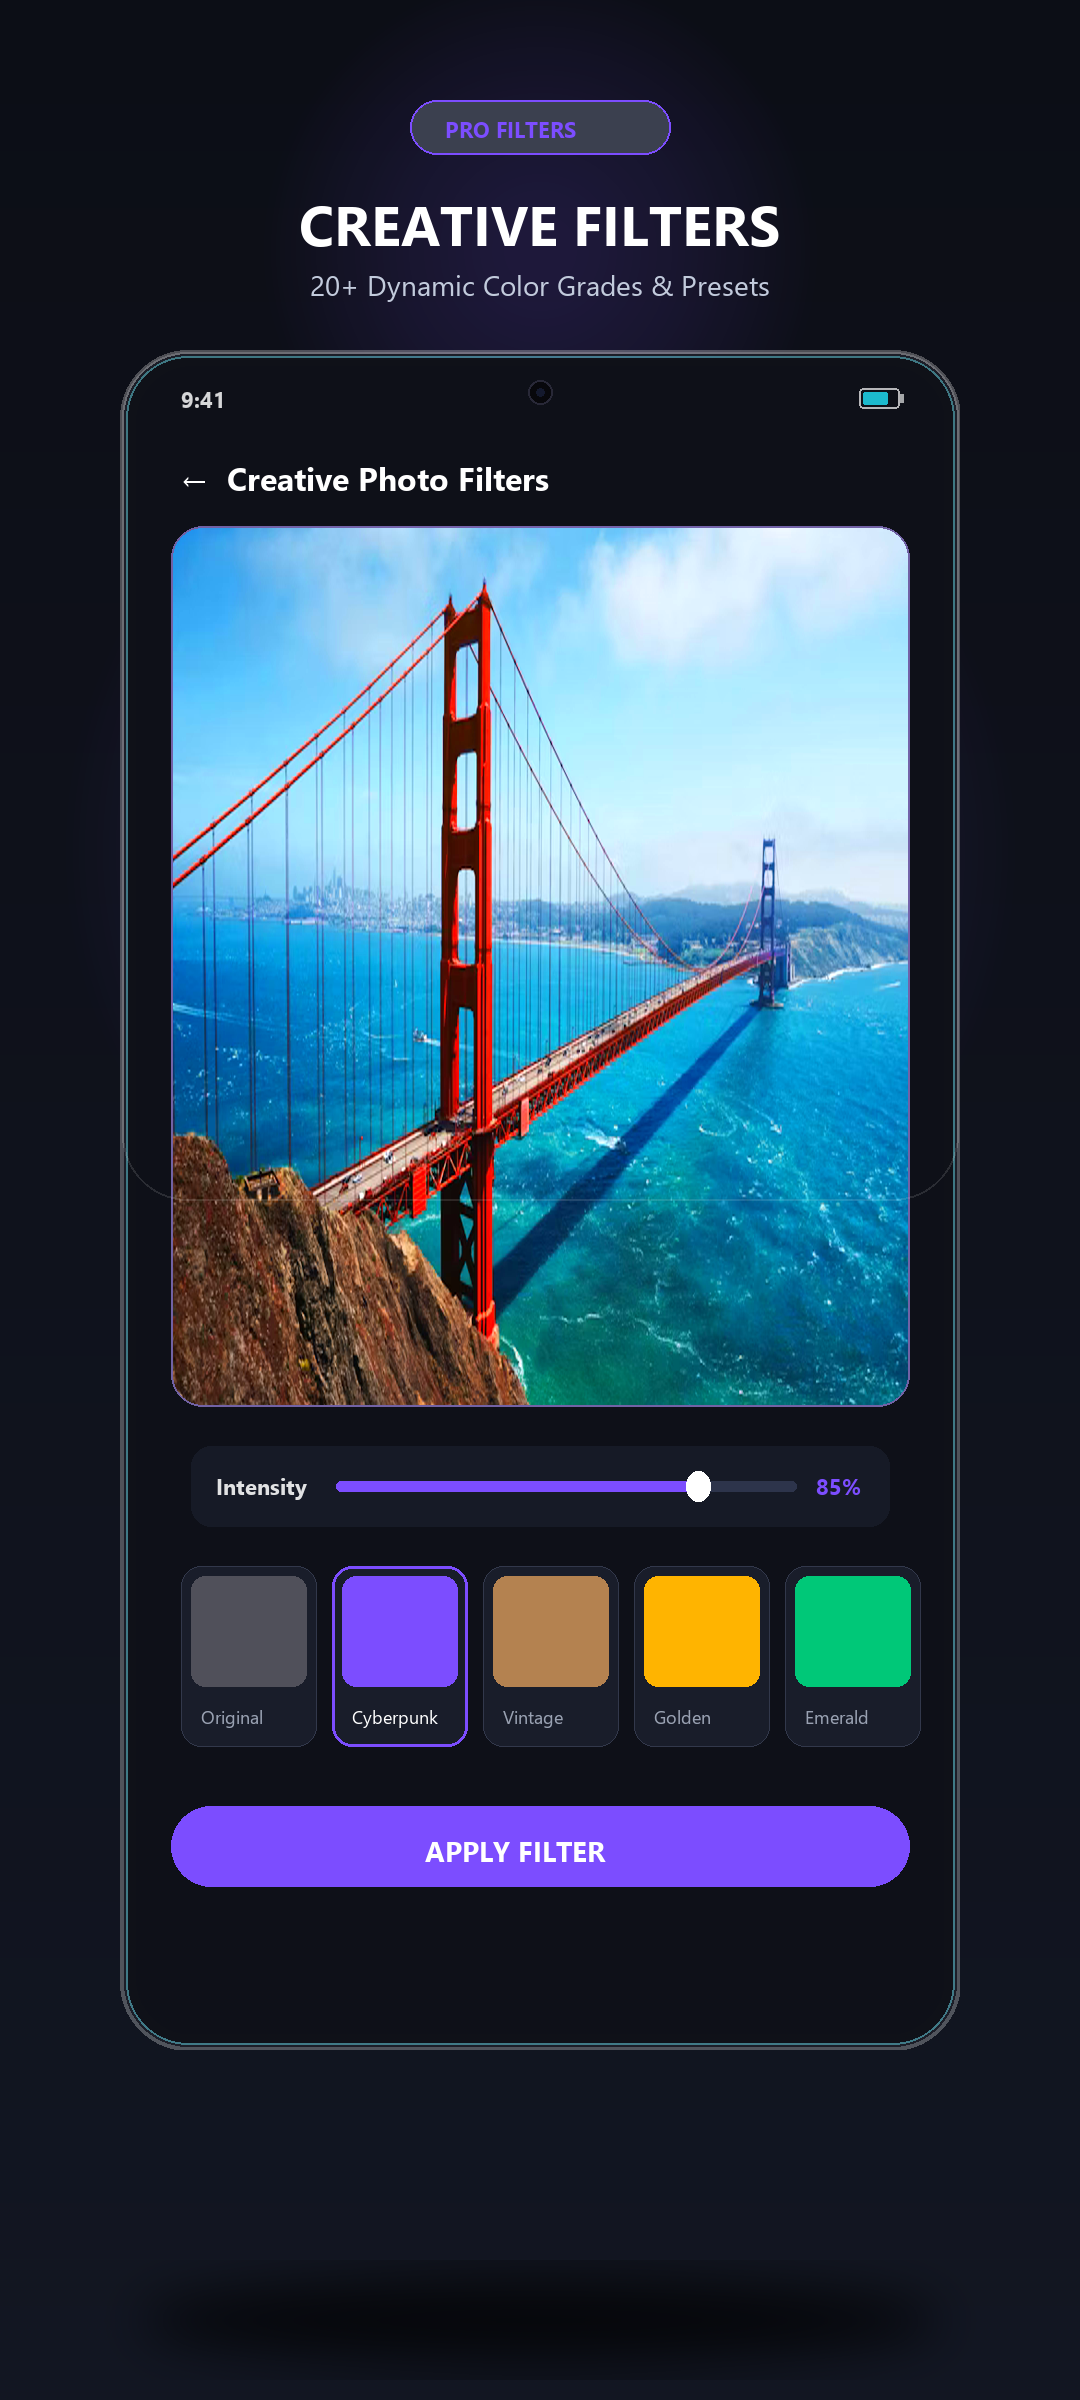 PRO FILTERS
CREATIVE FILTERS
20+ Dynamic Color Grades & Presets
9:41
← Creative Photo Filters
Intensity 85%
Original Cyberpunk Vintage Golden Emerald
APPLY FILTER